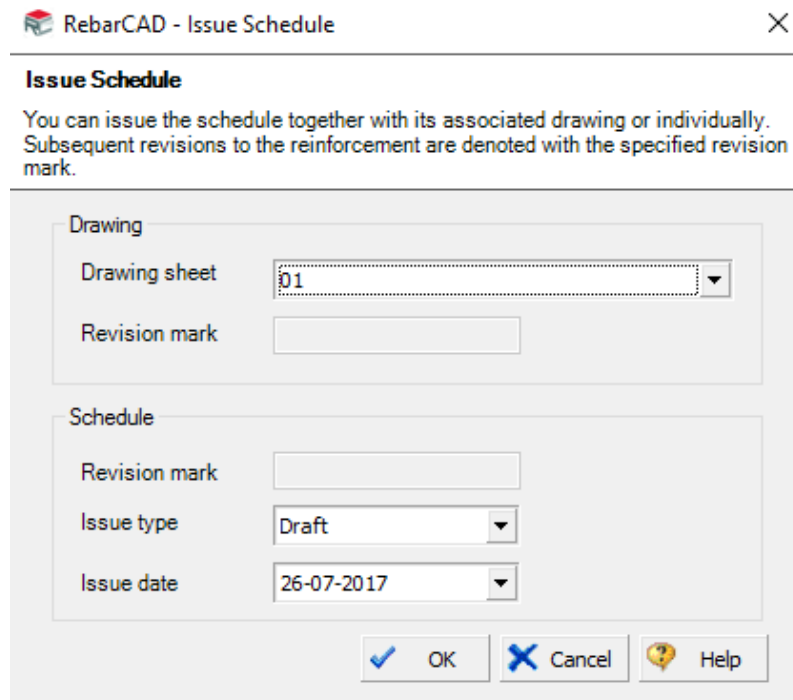 RebarCAD - Issue Schedule
Issue Schedule
You can issue the schedule together with its associated drawing or individually.
Subsequent revisions to the reinforcement are denoted with the specified revision
mark.
Drawing
Drawing sheet 01
Revision mark
Schedule
Revision mark
Issue type Draft
Issue date 26-07-2017
OK Cancel Help